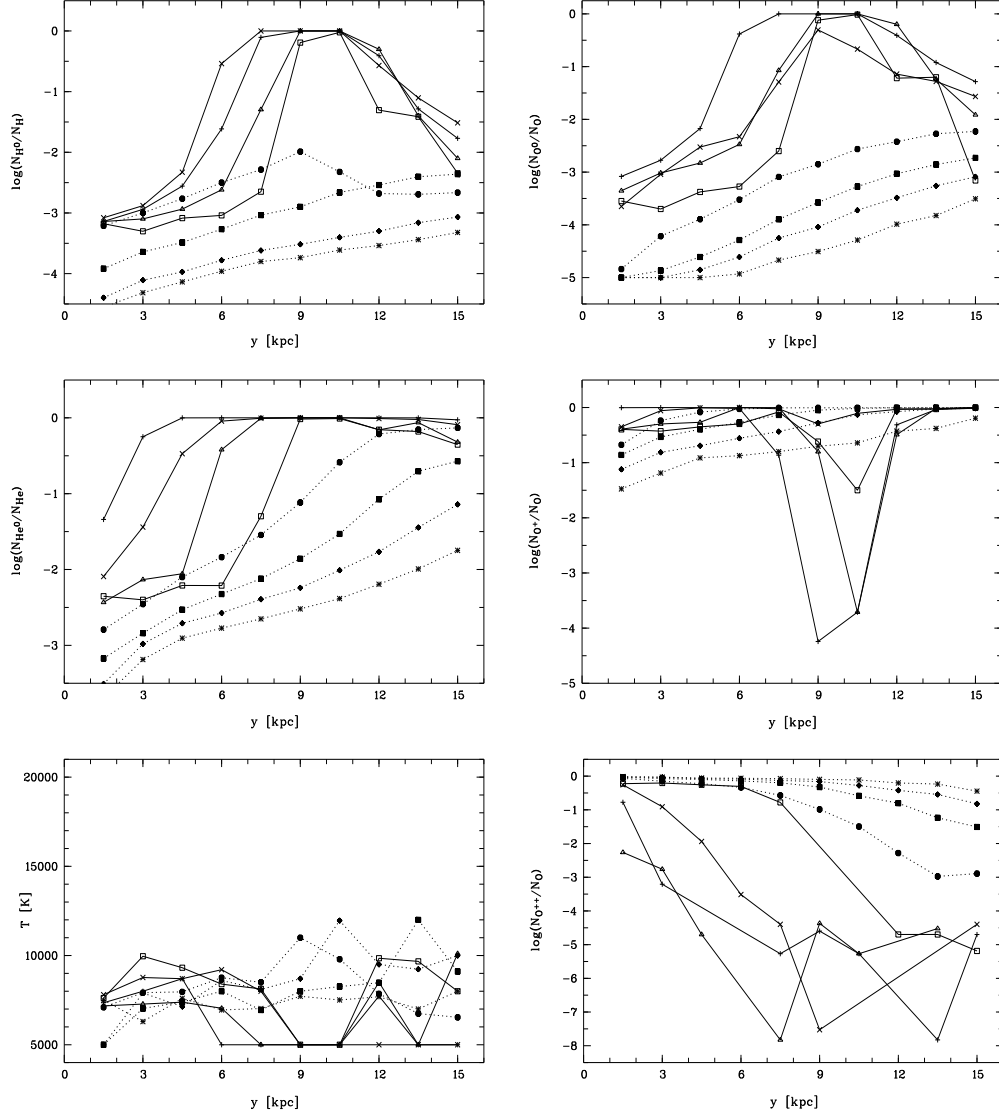 0
-1
-2
-3
-4
log(N_H⁰/N_H)
0 3 6 9 12 15
y [kpc]
0
-1
-2
-3
-4
-5
log(N_O⁰/N_O)
0 3 6 9 12 15
y [kpc]
0
-1
-2
-3
log(N_He⁰/N_He)
0 3 6 9 12 15
y [kpc]
0
-1
-2
-3
-4
-5
log(N_O⁺/N_O)
0 3 6 9 12 15
y [kpc]
20000
15000
10000
5000
T [K]
0 3 6 9 12 15
y [kpc]
0
-1
-2
-3
-4
-5
-6
-7
-8
log(N_O⁺⁺/N_O)
0 3 6 9 12 15
y [kpc]